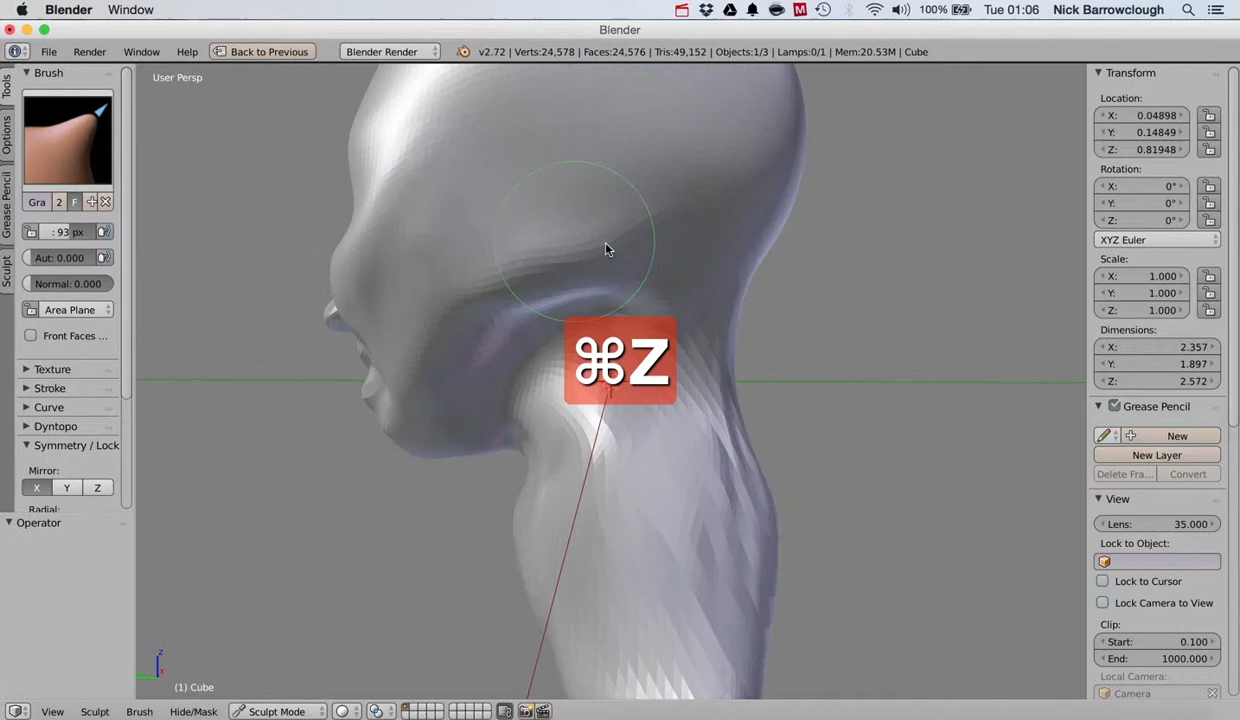 Blender Window 100% Tue 01:06 Nick Barrowclough
Blender
File Render Window Help Back to Previous Blender Render v2.72 | Verts:24,578 | Faces:24,576 | Tris:49,152 | Objects:1/3 | Lamps:0/1 | Mem:20.53M | Cube
Tools
Options
Grease Pencil
Sculpt
Brush
Gra 2 F
: 93 px
Aut: 0.000
Normal: 0.000
Area Plane
Front Faces ...
Texture
Stroke
Curve
Dyntopo
Symmetry / Lock
Mirror:
X Y Z
Radial:
Operator
User Persp
⌘Z
z
x
(1) Cube
Transform
Location:
X: 0.04898
Y: 0.14849
Z: 0.81948
Rotation:
X: 0°
Y: 0°
Z: 0°
XYZ Euler
Scale:
X: 1.000
Y: 1.000
Z: 1.000
Dimensions:
X: 2.357
Y: 1.897
Z: 2.572
Grease Pencil
New
New Layer
Delete Fra... Convert
View
Lens: 35.000
Lock to Object:
Lock to Cursor
Lock Camera to View
Clip:
Start: 0.100
End: 1000.000
Local Camera:
Camera
View Sculpt Brush Hide/Mask Sculpt Mode